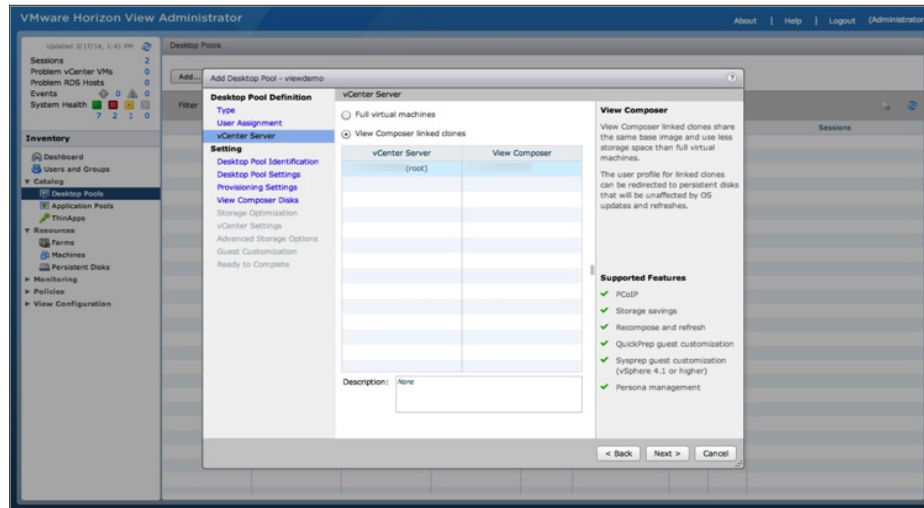 VMware Horizon View Administrator
About | Help | Logout (Administrator
Updated 3/17/14, 1:41 PM
Sessions 2
Problem vCenter VMs 0
Problem RDS Hosts 0
Events 0 0
System Health
7 2 1 0
Inventory
Dashboard
Users and Groups
Catalog
Desktop Pools
Application Pools
ThinApps
Resources
Farms
Machines
Persistent Disks
Monitoring
Policies
View Configuration
Desktop Pools
Add...
Filter
Sessions
Add Desktop Pool - viewdemo
?
Desktop Pool Definition
Type
User Assignment
vCenter Server
Setting
Desktop Pool Identification
Desktop Pool Settings
Provisioning Settings
View Composer Disks
Storage Optimization
vCenter Settings
Advanced Storage Options
Guest Customization
Ready to Complete
vCenter Server
Full virtual machines
View Composer linked clones
vCenter Server View Composer
(root)
Description: None
View Composer
View Composer linked clones share
the same base image and use less
storage space than full virtual
machines.
The user profile for linked clones
can be redirected to persistent disks
that will be unaffected by OS
updates and refreshes.
Supported Features
PCoIP
Storage savings
Recompose and refresh
QuickPrep guest customization
Sysprep guest customization
(vSphere 4.1 or higher)
Persona management
< Back Next > Cancel